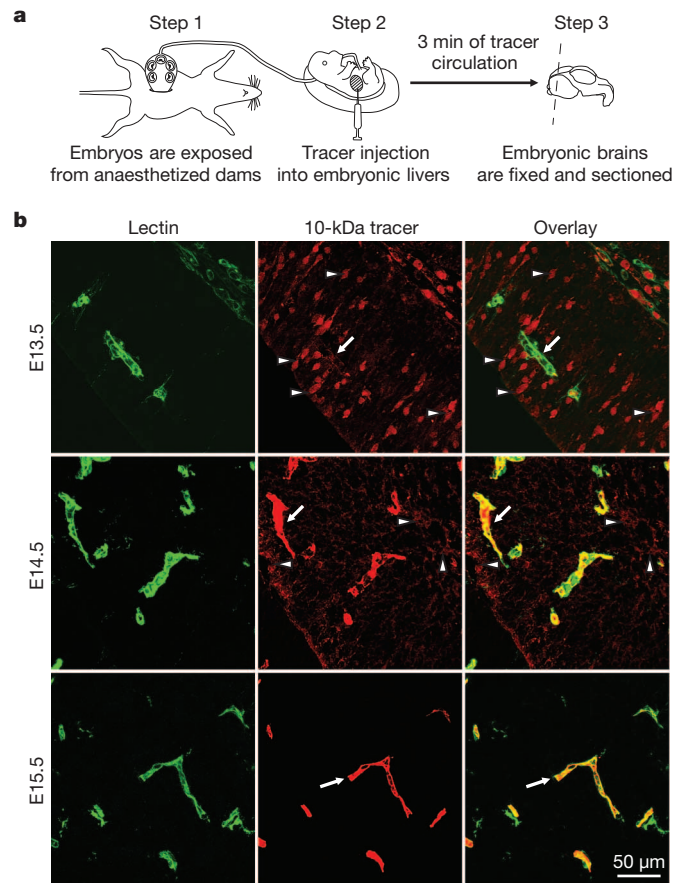 a
Step 1
Step 2
Step 3
3 min of tracer
circulation
Embryos are exposed
from anaesthetized dams
Tracer injection
into embryonic livers
Embryonic brains
are fixed and sectioned
b
Lectin
10-kDa tracer
Overlay
E13.5
E14.5
E15.5
50 µm